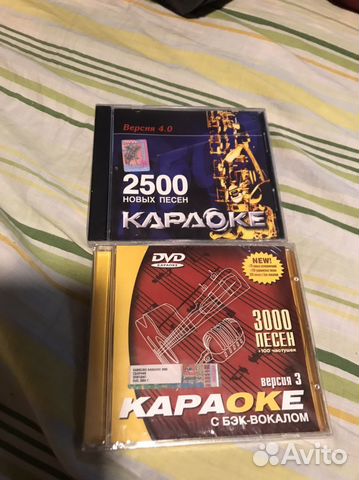 Версия 4.0
2500
НОВЫХ ПЕСЕН
КАРАОКЕ
DVD
NEW!
3000
ПЕСЕН
+100 частушек
версия 3
КАРАОКЕ
С БЭК-ВОКАЛОМ
Avito